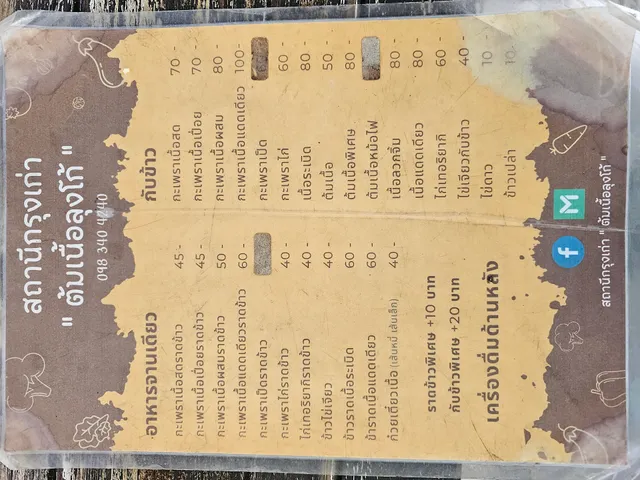 สถานีกรุงเก่า
" ต้มเนื้อลุงโก้ "
098 340
อาหารจานเดียว
กะเพราเนื้อสดราดข้าว 45 -
กะเพราเนื้อเปื่อยราดข้าว 45 -
กะเพราเนื้อผสมราดข้าว 50 -
กะเพราเนื้อแดดเดียวราดข้าว 60 -
กะเพราเป็ดราดข้าว
กะเพราไก่ราดข้าว 40 -
ไก่เทอริยากิราดข้าว 40 -
ข้าวไข่เจียว 40 -
ข้าวราดเนื้อระเบิด 60 -
ข้าวราดเนื้อแดดเดียว 60 -
ก๋วยเตี๋ยวเนื้อ (เส้นหมี่ เส้นเล็ก) 40 -
ราดข้าวพิเศษ +10 บาท
กับข้าวพิเศษ +20 บาท
เครื่องดื่มด้านหลัง
กับข้าว
กะเพราเนื้อสด 70 -
กะเพราเนื้อเปื่อย 70 -
กะเพราเนื้อผสม 80 -
กะเพราเนื้อแดดเดียว 100-
กะเพราเป็ด
กะเพราไก่ 60 -
เนื้อระเบิด 80 -
ต้มเนื้อ 50 -
ต้มเนื้อพิเศษ 80 -
ต้มเนื้อหม้อไฟ
เนื้อลวกจิ้ม 80 -
เนื้อแดดเดียว 80 -
ไก่เทอริยากิ 60 -
ไข่เจียวกับข้าว 40 -
ไข่ดาว 10 -
ข้าวเปล่า 10 -
สถานีกรุงเก่า " ต้มเนื้อลุงโก้ "